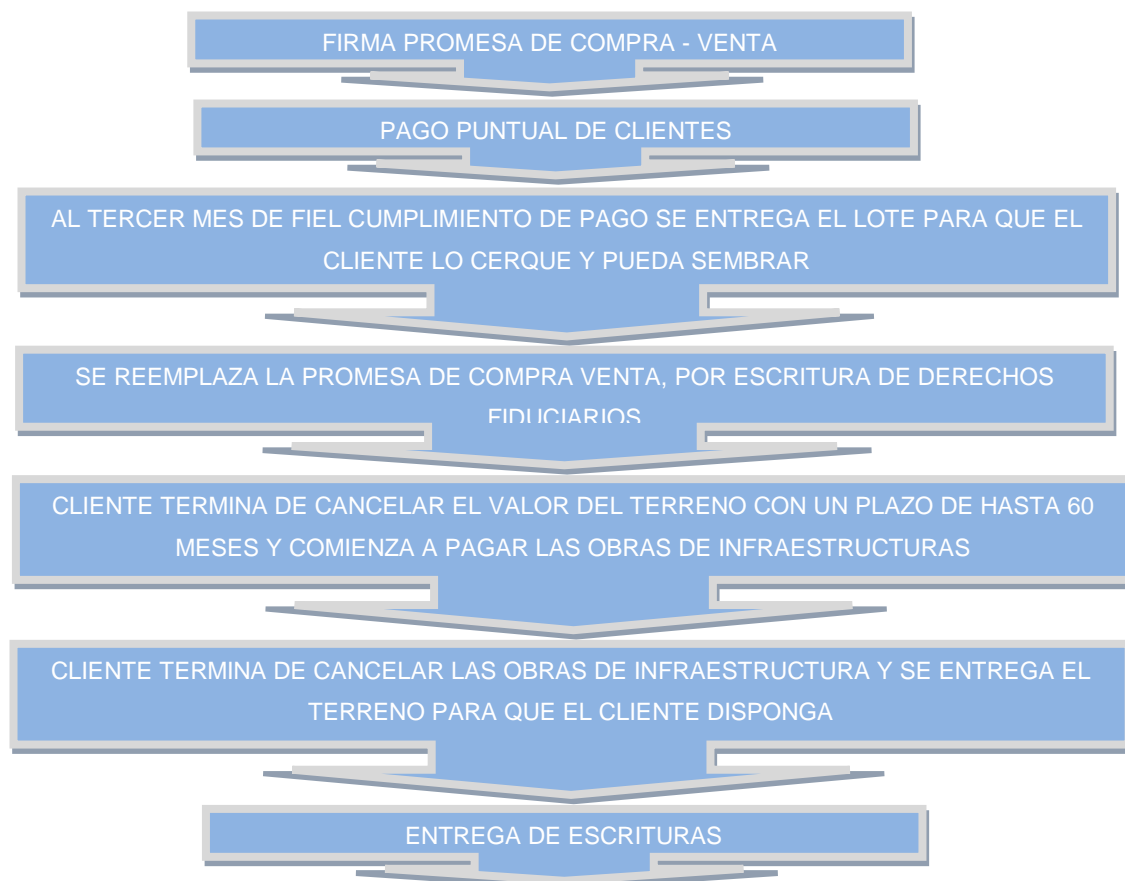 FIRMA PROMESA DE COMPRA - VENTA
PAGO PUNTUAL DE CLIENTES
AL TERCER MES DE FIEL CUMPLIMIENTO DE PAGO SE ENTREGA EL LOTE PARA QUE EL
CLIENTE LO CERQUE Y PUEDA SEMBRAR
SE REEMPLAZA LA PROMESA DE COMPRA VENTA, POR ESCRITURA DE DERECHOS
FIDUCIARIOS
CLIENTE TERMINA DE CANCELAR EL VALOR DEL TERRENO CON UN PLAZO DE HASTA 60
MESES Y COMIENZA A PAGAR LAS OBRAS DE INFRAESTRUCTURAS
CLIENTE TERMINA DE CANCELAR LAS OBRAS DE INFRAESTRUCTURA Y SE ENTREGA EL
TERRENO PARA QUE EL CLIENTE DISPONGA
ENTREGA DE ESCRITURAS